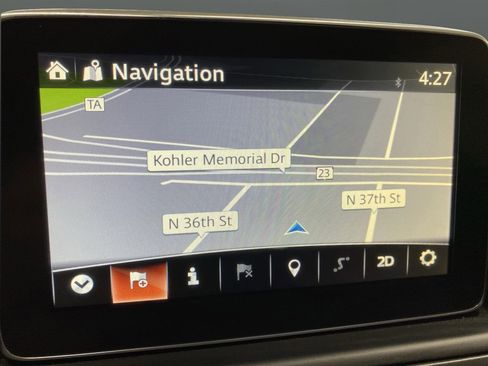 Navigation
4:27
TA
Kohler Memorial Dr
23
N 37th St
N 36th St
i
2D